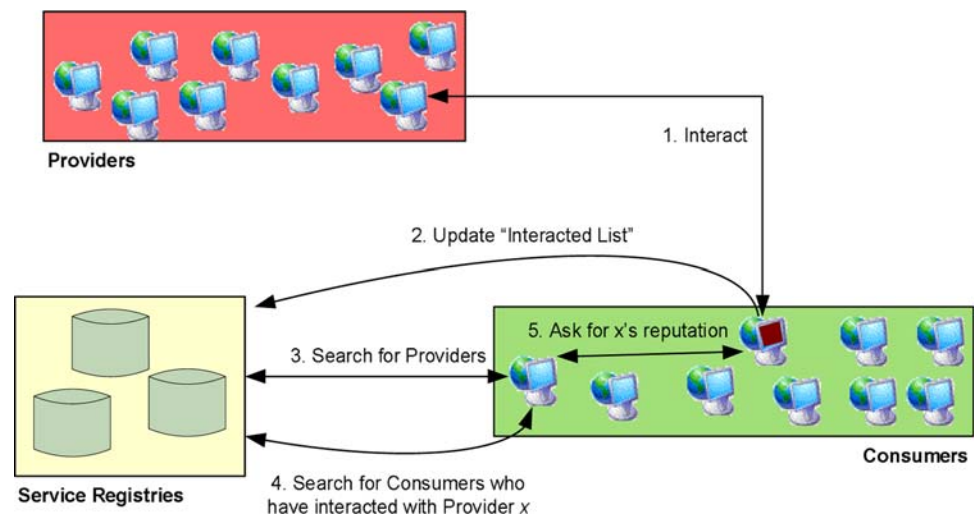 1. Interact
Providers
2. Update “Interacted List”
5. Ask for x's reputation
3. Search for Providers
Consumers
4. Search for Consumers who
have interacted with Provider x
Service Registries